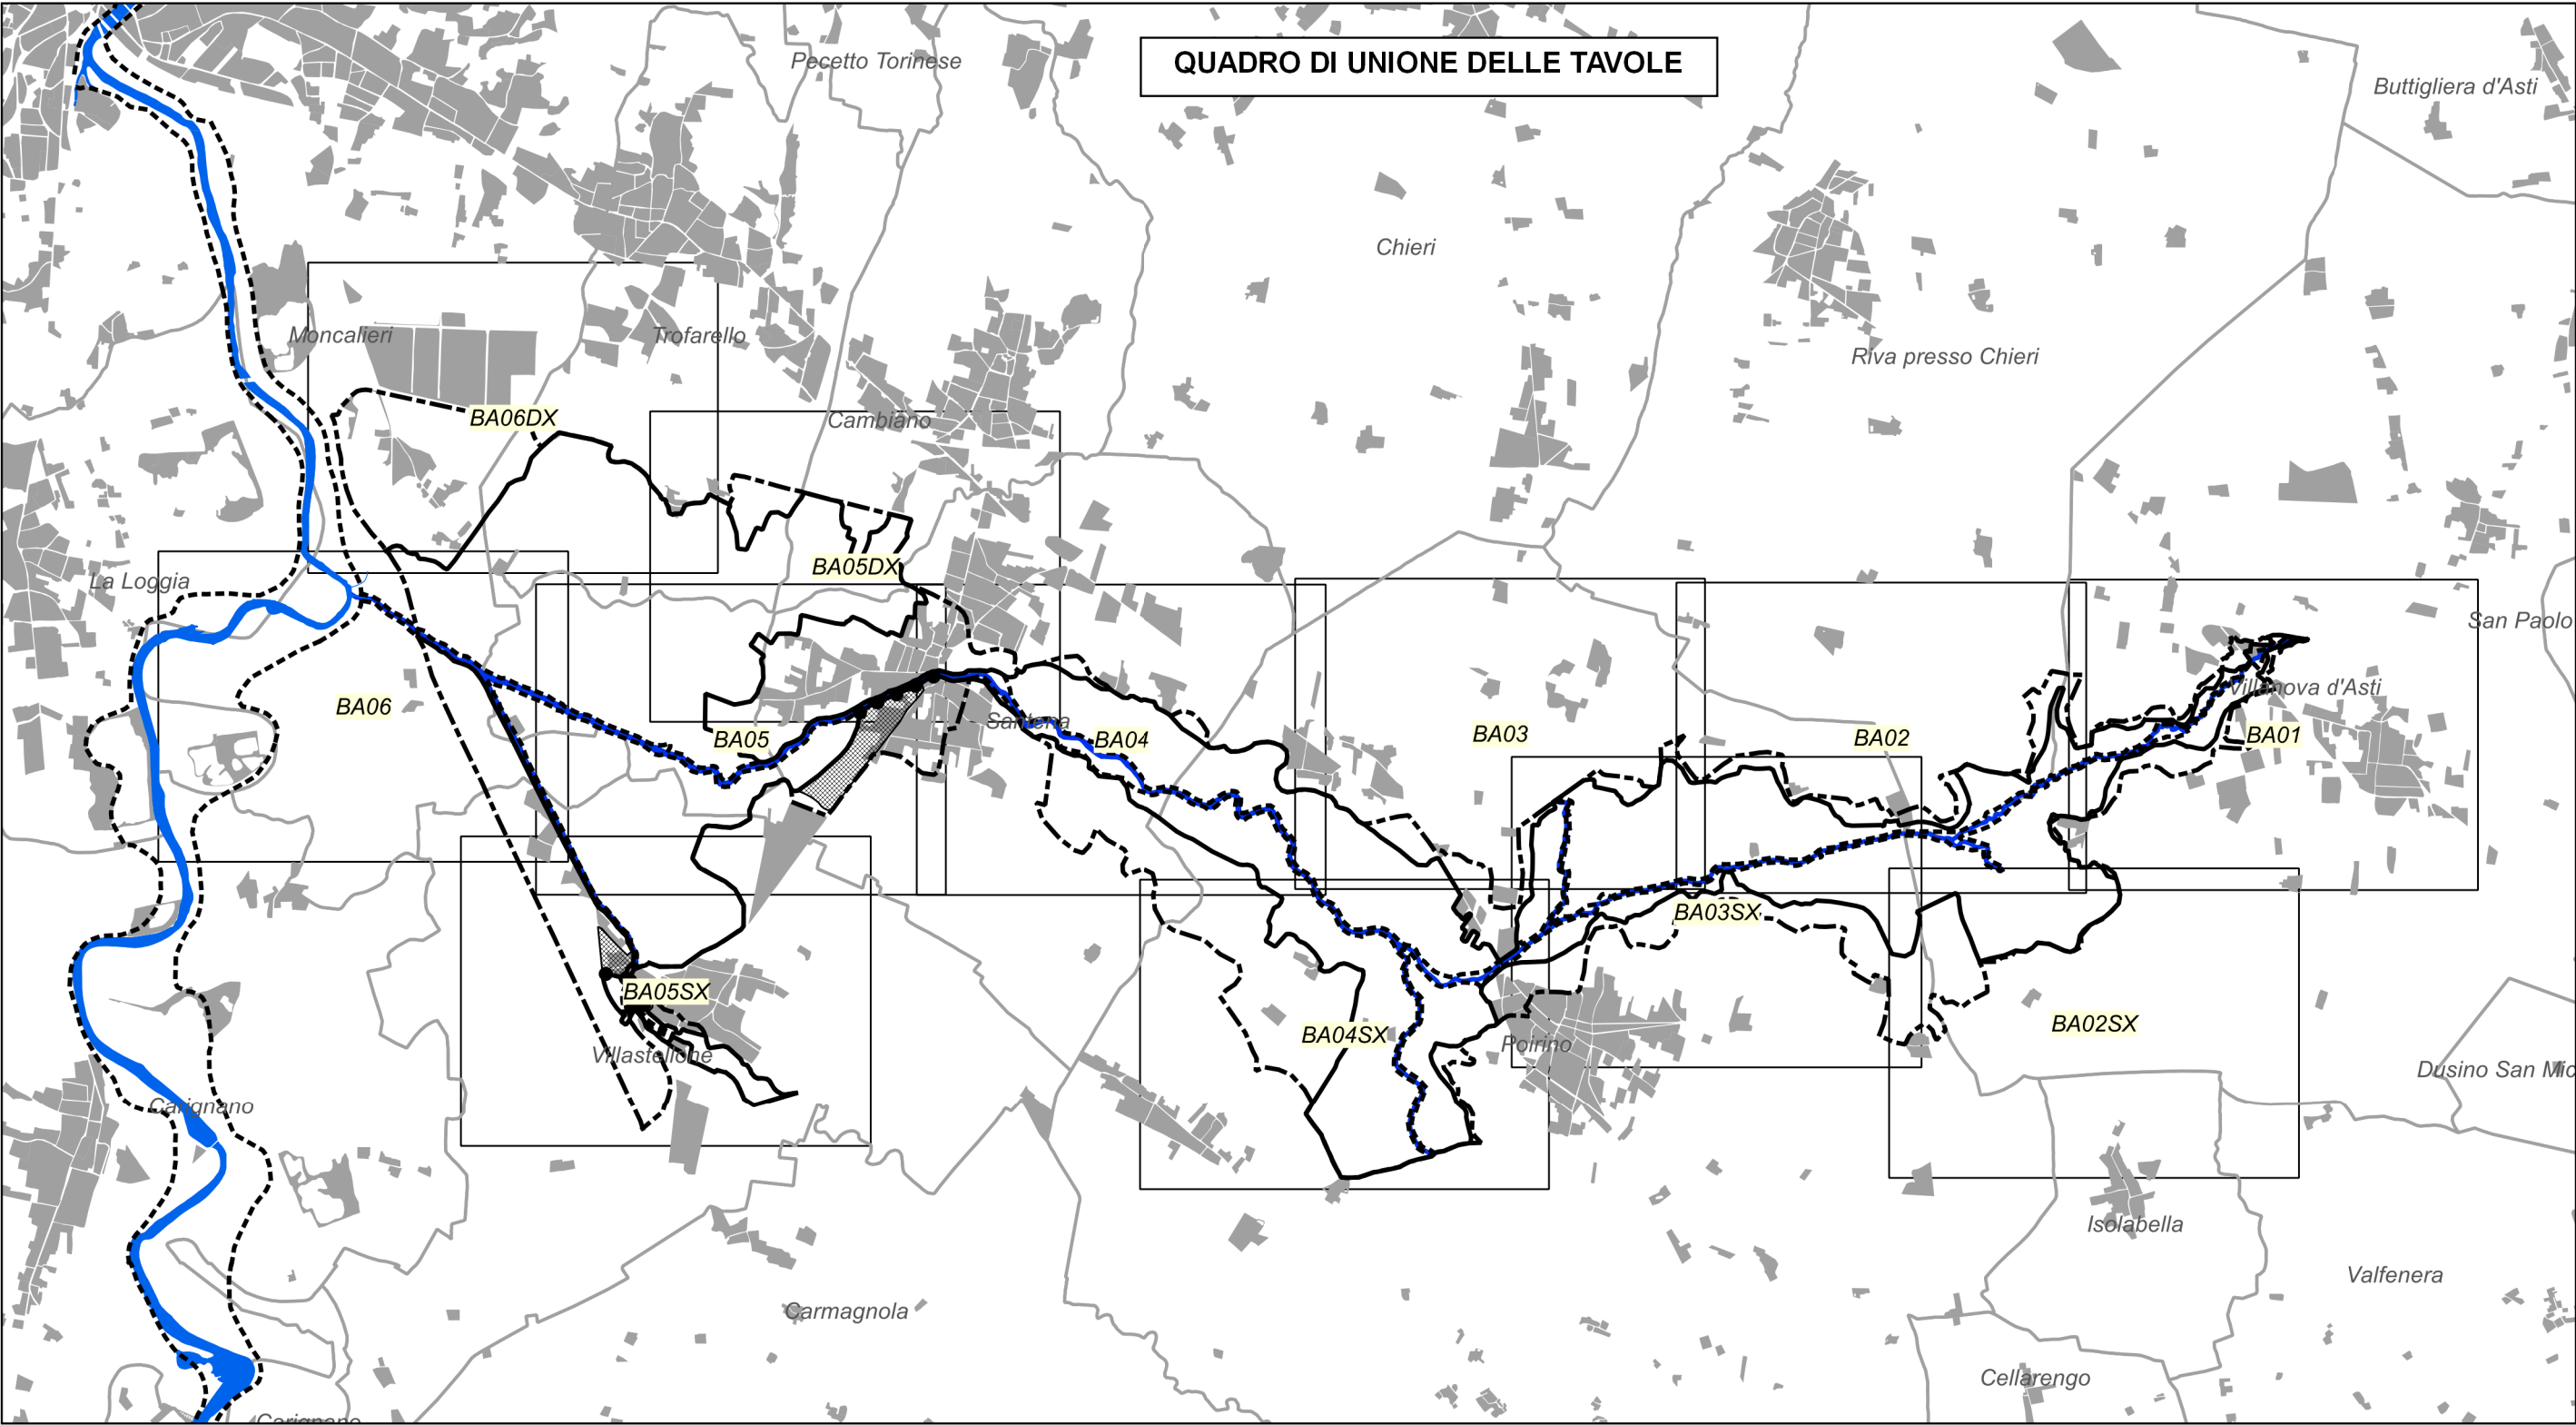 QUADRO DI UNIONE DELLE TAVOLE
Pecetto Torinese
Buttigliera d'Asti
Chieri
Moncalieri
Trofarello
Riva presso Chieri
BA06DX
Cambiano
BA05DX
La Loggia
San Paolo
Villanova d'Asti
BA06
Santena
BA05
BA04
BA03
BA02
BA01
BA03SX
BA05SX
BA04SX
BA02SX
Poirino
Villastellone
Dusino San Mic
Carignano
Isolabella
Valfenera
Carmagnola
Cellarengo
Carignano